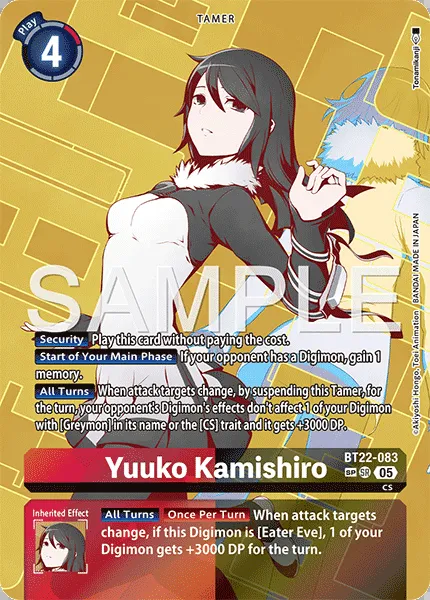 TAMER
Play
4
Tonamikanji
SAMPLE
Security Play this card without paying the cost.
Start of Your Main Phase If your opponent has a Digimon, gain 1
memory.
All Turns When attack targets change, by suspending this Tamer, for
the turn, your opponent's Digimon's effects don't affect 1 of your Digimon
with [Greymon] in its name or the [CS] trait and it gets +3000 DP.
©Akiyoshi Hongo, Toei Animation BANDAI MADE IN JAPAN
Yuuko Kamishiro
BT22-083
SP SR 05
CS
Inherited Effect
All Turns Once Per Turn When attack targets
change, if this Digimon is [Eater Eve], 1 of your
Digimon gets +3000 DP for the turn.